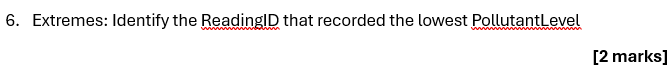 6. Extremes: Identify the ReadingID that recorded the lowest PollutantLevel
[2 marks]